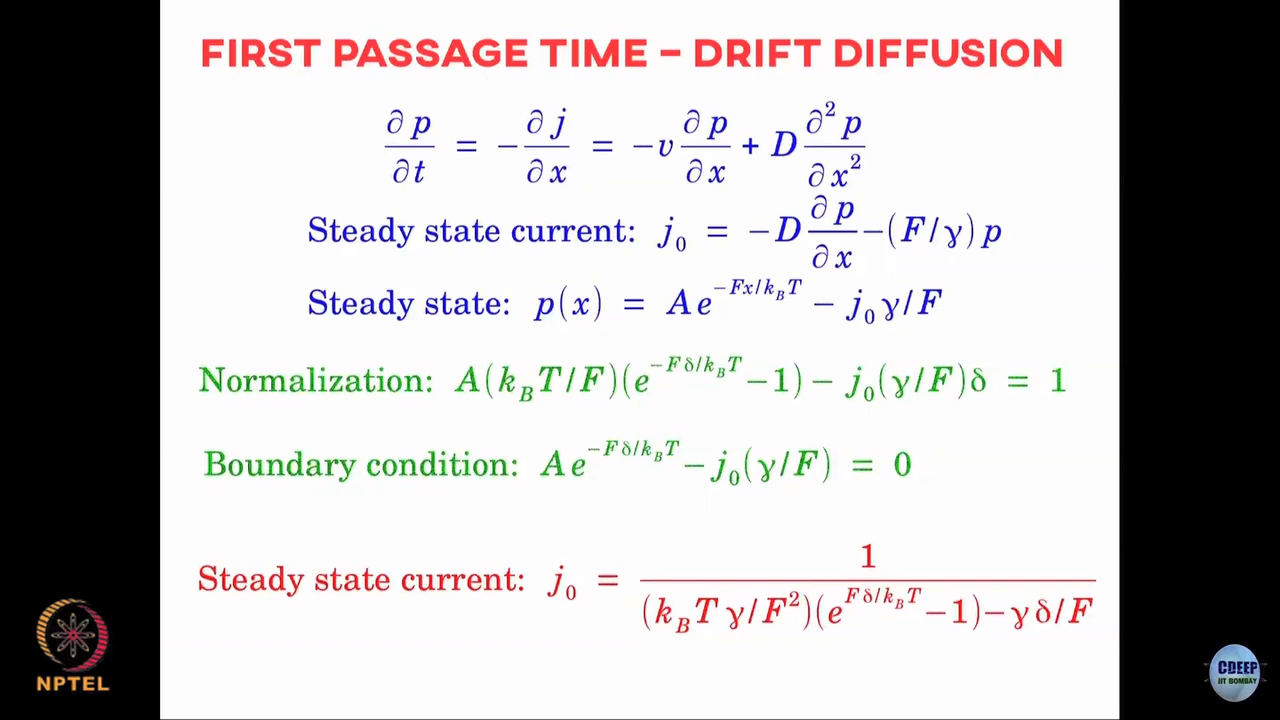 FIRST PASSAGE TIME – DRIFT DIFFUSION
∂p/∂t = −∂j/∂x = −v ∂p/∂x + D ∂²p/∂x²
Steady state current: j₀ = −D ∂p/∂x −(F/γ)p
Steady state: p(x) = A e^{−Fx/k_BT} − j₀γ/F
Normalization: A(k_BT/F)(e^{−Fδ/k_BT}−1)− j₀(γ/F)δ = 1
Boundary condition: A e^{−Fδ/k_BT}−j₀(γ/F) = 0
Steady state current: j₀ = 1/((k_BT γ/F²)(e^{Fδ/k_BT}−1)−γδ/F)
NPTEL
CDEEP
IIT BOMBAY